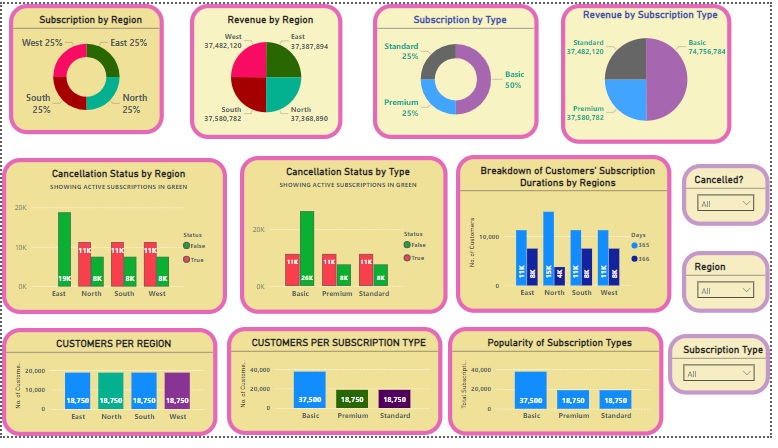 Subscription by Region
West 25%
East 25%
South
25%
North
25%
Revenue by Region
West
37,482,120
East
37,387,894
South
37,580,782
North
37,368,890
Subscription by Type
Standard
25%
Basic
50%
Premium
25%
Revenue by Subscription Type
Standard
37,482,120
Basic
74,756,784
Premium
37,580,782
Cancellation Status by Region
SHOWING ACTIVE SUBSCRIPTIONS IN GREEN
20K
10K
0K
19K
11K
8K
11K
8K
11K
8K
East North South West
Status
False
True
Cancellation Status by Type
SHOWING ACTIVE SUBSCRIPTIONS IN GREEN
20K
0K
11K
26K
11K
8K
11K
8K
Basic Premium Standard
Status
False
True
Breakdown of Customers' Subscription
Durations by Regions
No. of Customers
10,000
0
11K
8K
15K
4K
11K
8K
11K
8K
East North South West
Days
365
366
Cancelled?
All
Region
All
Subscription Type
All
CUSTOMERS PER REGION
No. of Custome...
20,000
10,000
0
18,750 18,750 18,750 18,750
East North South West
CUSTOMERS PER SUBSCRIPTION TYPE
No. of Custome...
40,000
20,000
0
37,500 18,750 18,750
Basic Premium Standard
Popularity of Subscription Types
Total Subscripti...
40,000
20,000
0
37,500 18,750 18,750
Basic Premium Standard